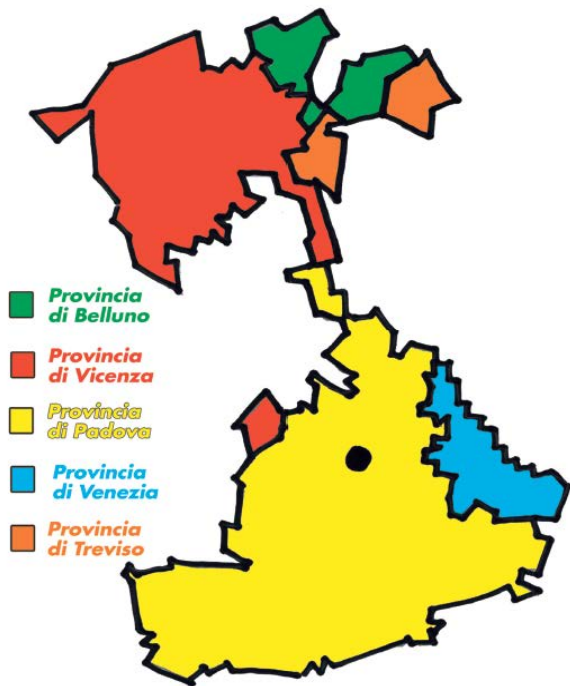 Provincia
di Belluno
Provincia
di Vicenza
Provincia
di Padova
Provincia
di Venezia
Provincia
di Treviso